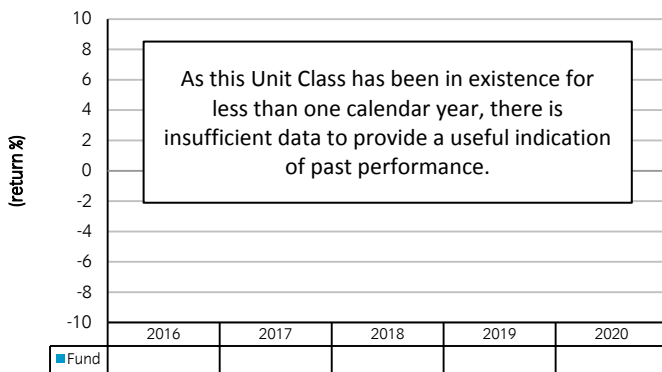 10
8
6
4
2
0
-2
-4
-6
-8
-10
(return %)
As this Unit Class has been in existence for
less than one calendar year, there is
insufficient data to provide a useful indication
of past performance.
2016 2017 2018 2019 2020
Fund